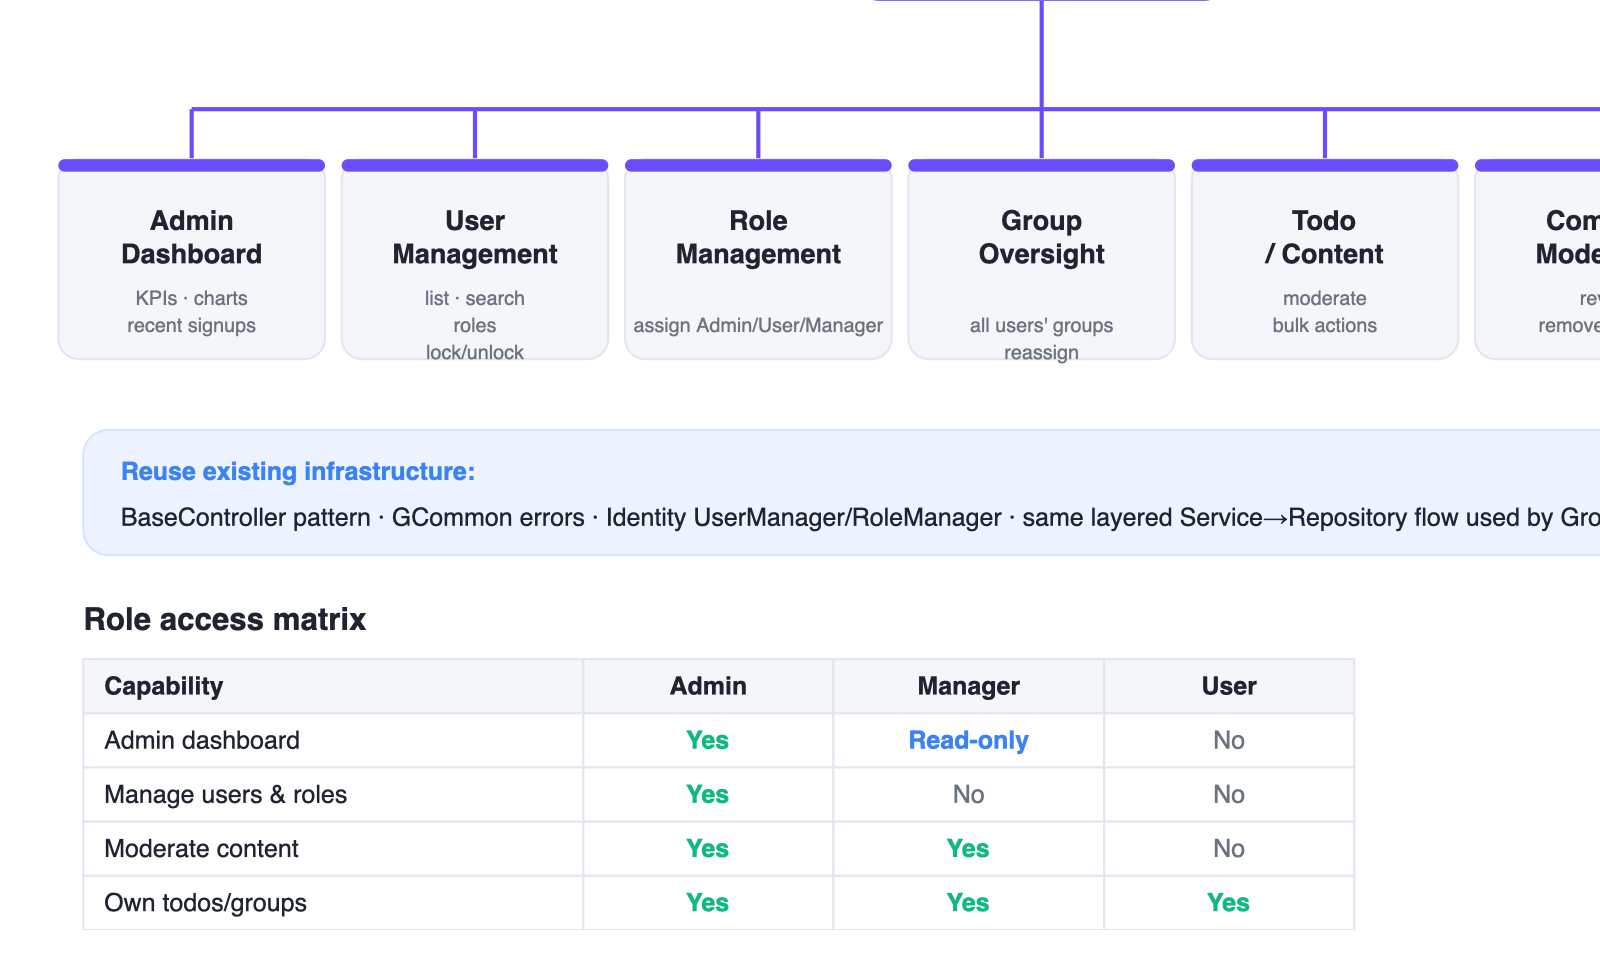 Admin
Dashboard
KPIs · charts
recent signups
User
Management
list · search
roles
lock/unlock
Role
Management
assign Admin/User/Manager
Group
Oversight
all users' groups
reassign
Todo
/ Content
moderate
bulk actions
remove
Reuse existing infrastructure:
BaseController pattern · GCommon errors · Identity UserManager/RoleManager · same layered Service→Repository flow used by
Role access matrix
Capability Admin Manager User
Admin dashboard Yes Read-only No
Manage users & roles Yes No No
Moderate content Yes Yes No
Own todos/groups Yes Yes Yes